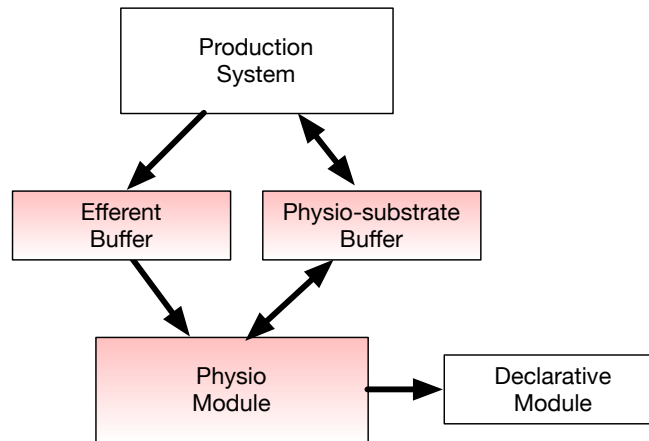 Production
System
Efferent
Buffer
Physio-substrate
Buffer
Physio
Module
Declarative
Module